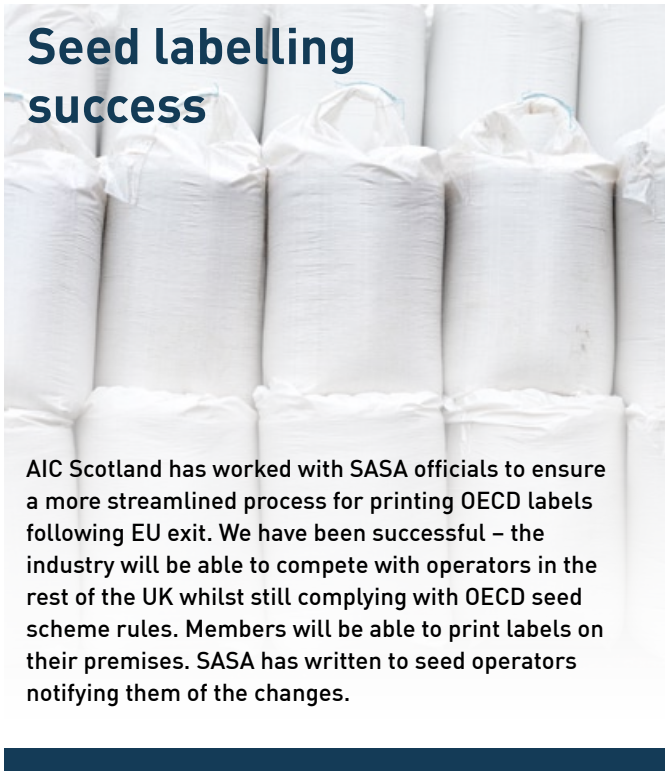 Seed labelling
success
AIC Scotland has worked with SASA officials to ensure
a more streamlined process for printing OECD labels
following EU exit. We have been successful – the
industry will be able to compete with operators in the
rest of the UK whilst still complying with OECD seed
scheme rules. Members will be able to print labels on
their premises. SASA has written to seed operators
notifying them of the changes.